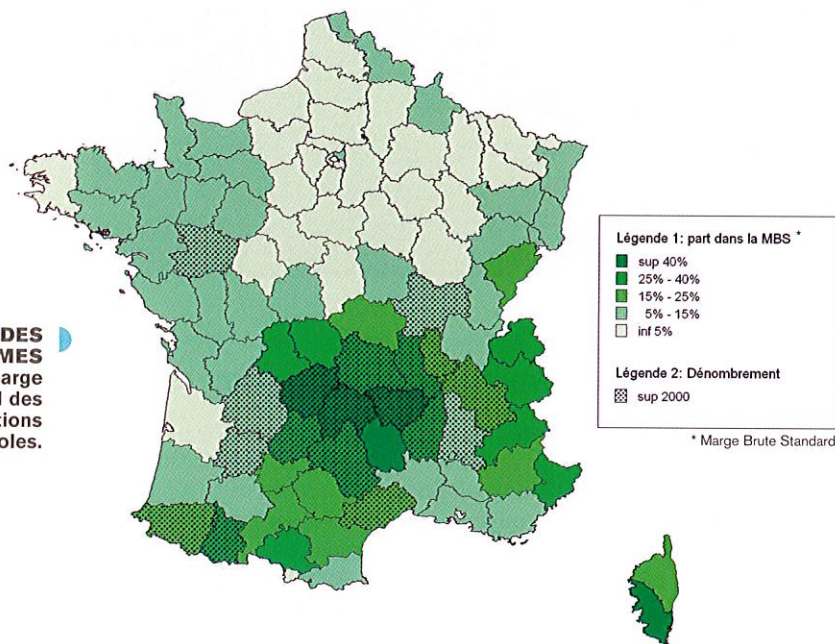 DES
MES
arge
l des
tions
oles.
Légende 1: part dans la MBS *
sup 40%
25% - 40%
15% - 25%
5% - 15%
inf 5%
Légende 2: Dénombrement
sup 2000
* Marge Brute Standard